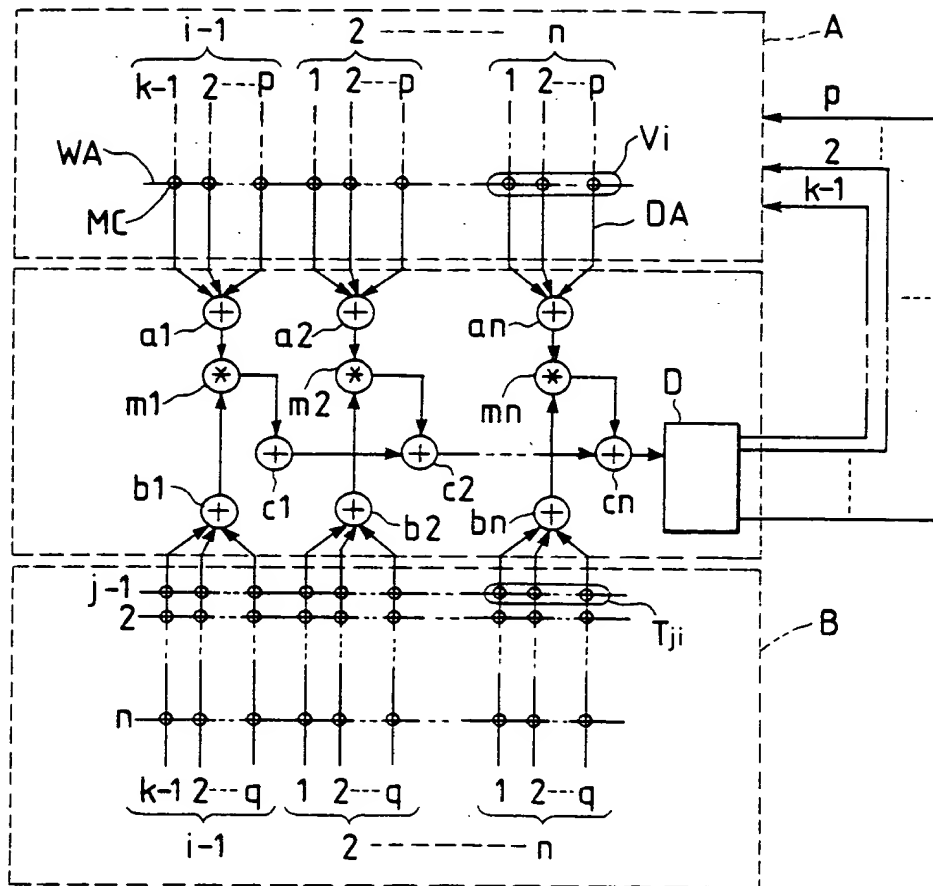 i-1 2 ------- n A
k-1 2---p 1 2---p 1 2---p p
WA Vi 2
MC DA k-1
+ + +
a1 a2 an
* * *
m1 m2 mn D
+ + +
c1 c2 cn
b1 + b2 + bn +
j-1
2 Tji B
n
k-1 2---q 1 2---q 1 2---q
i-1 2 --------- n